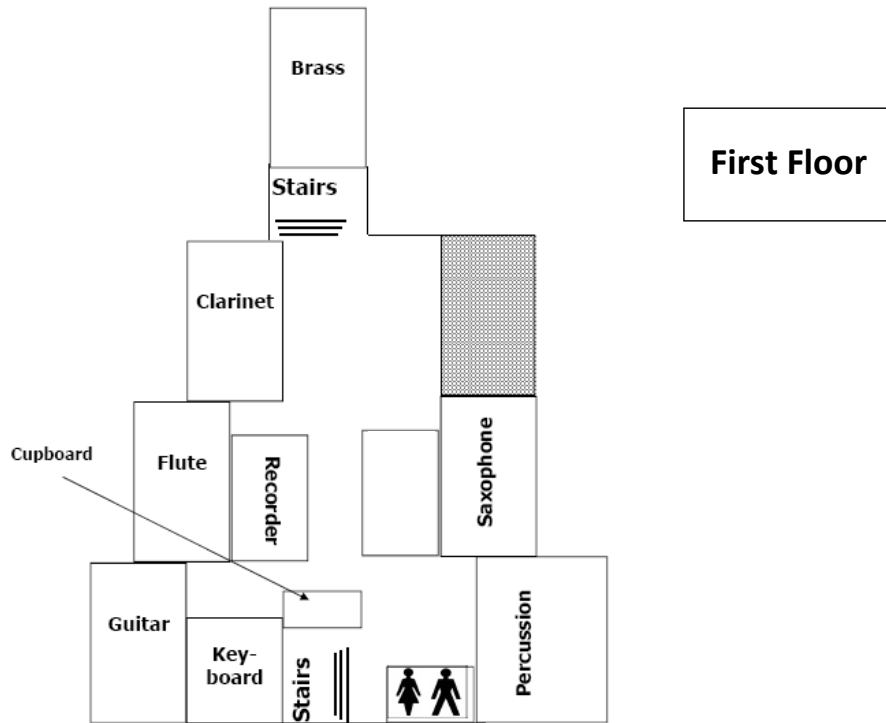 Brass
First Floor
Stairs
Clarinet
Cupboard
Flute
Recorder
Saxophone
Guitar
Key-
board
Stairs
Percussion